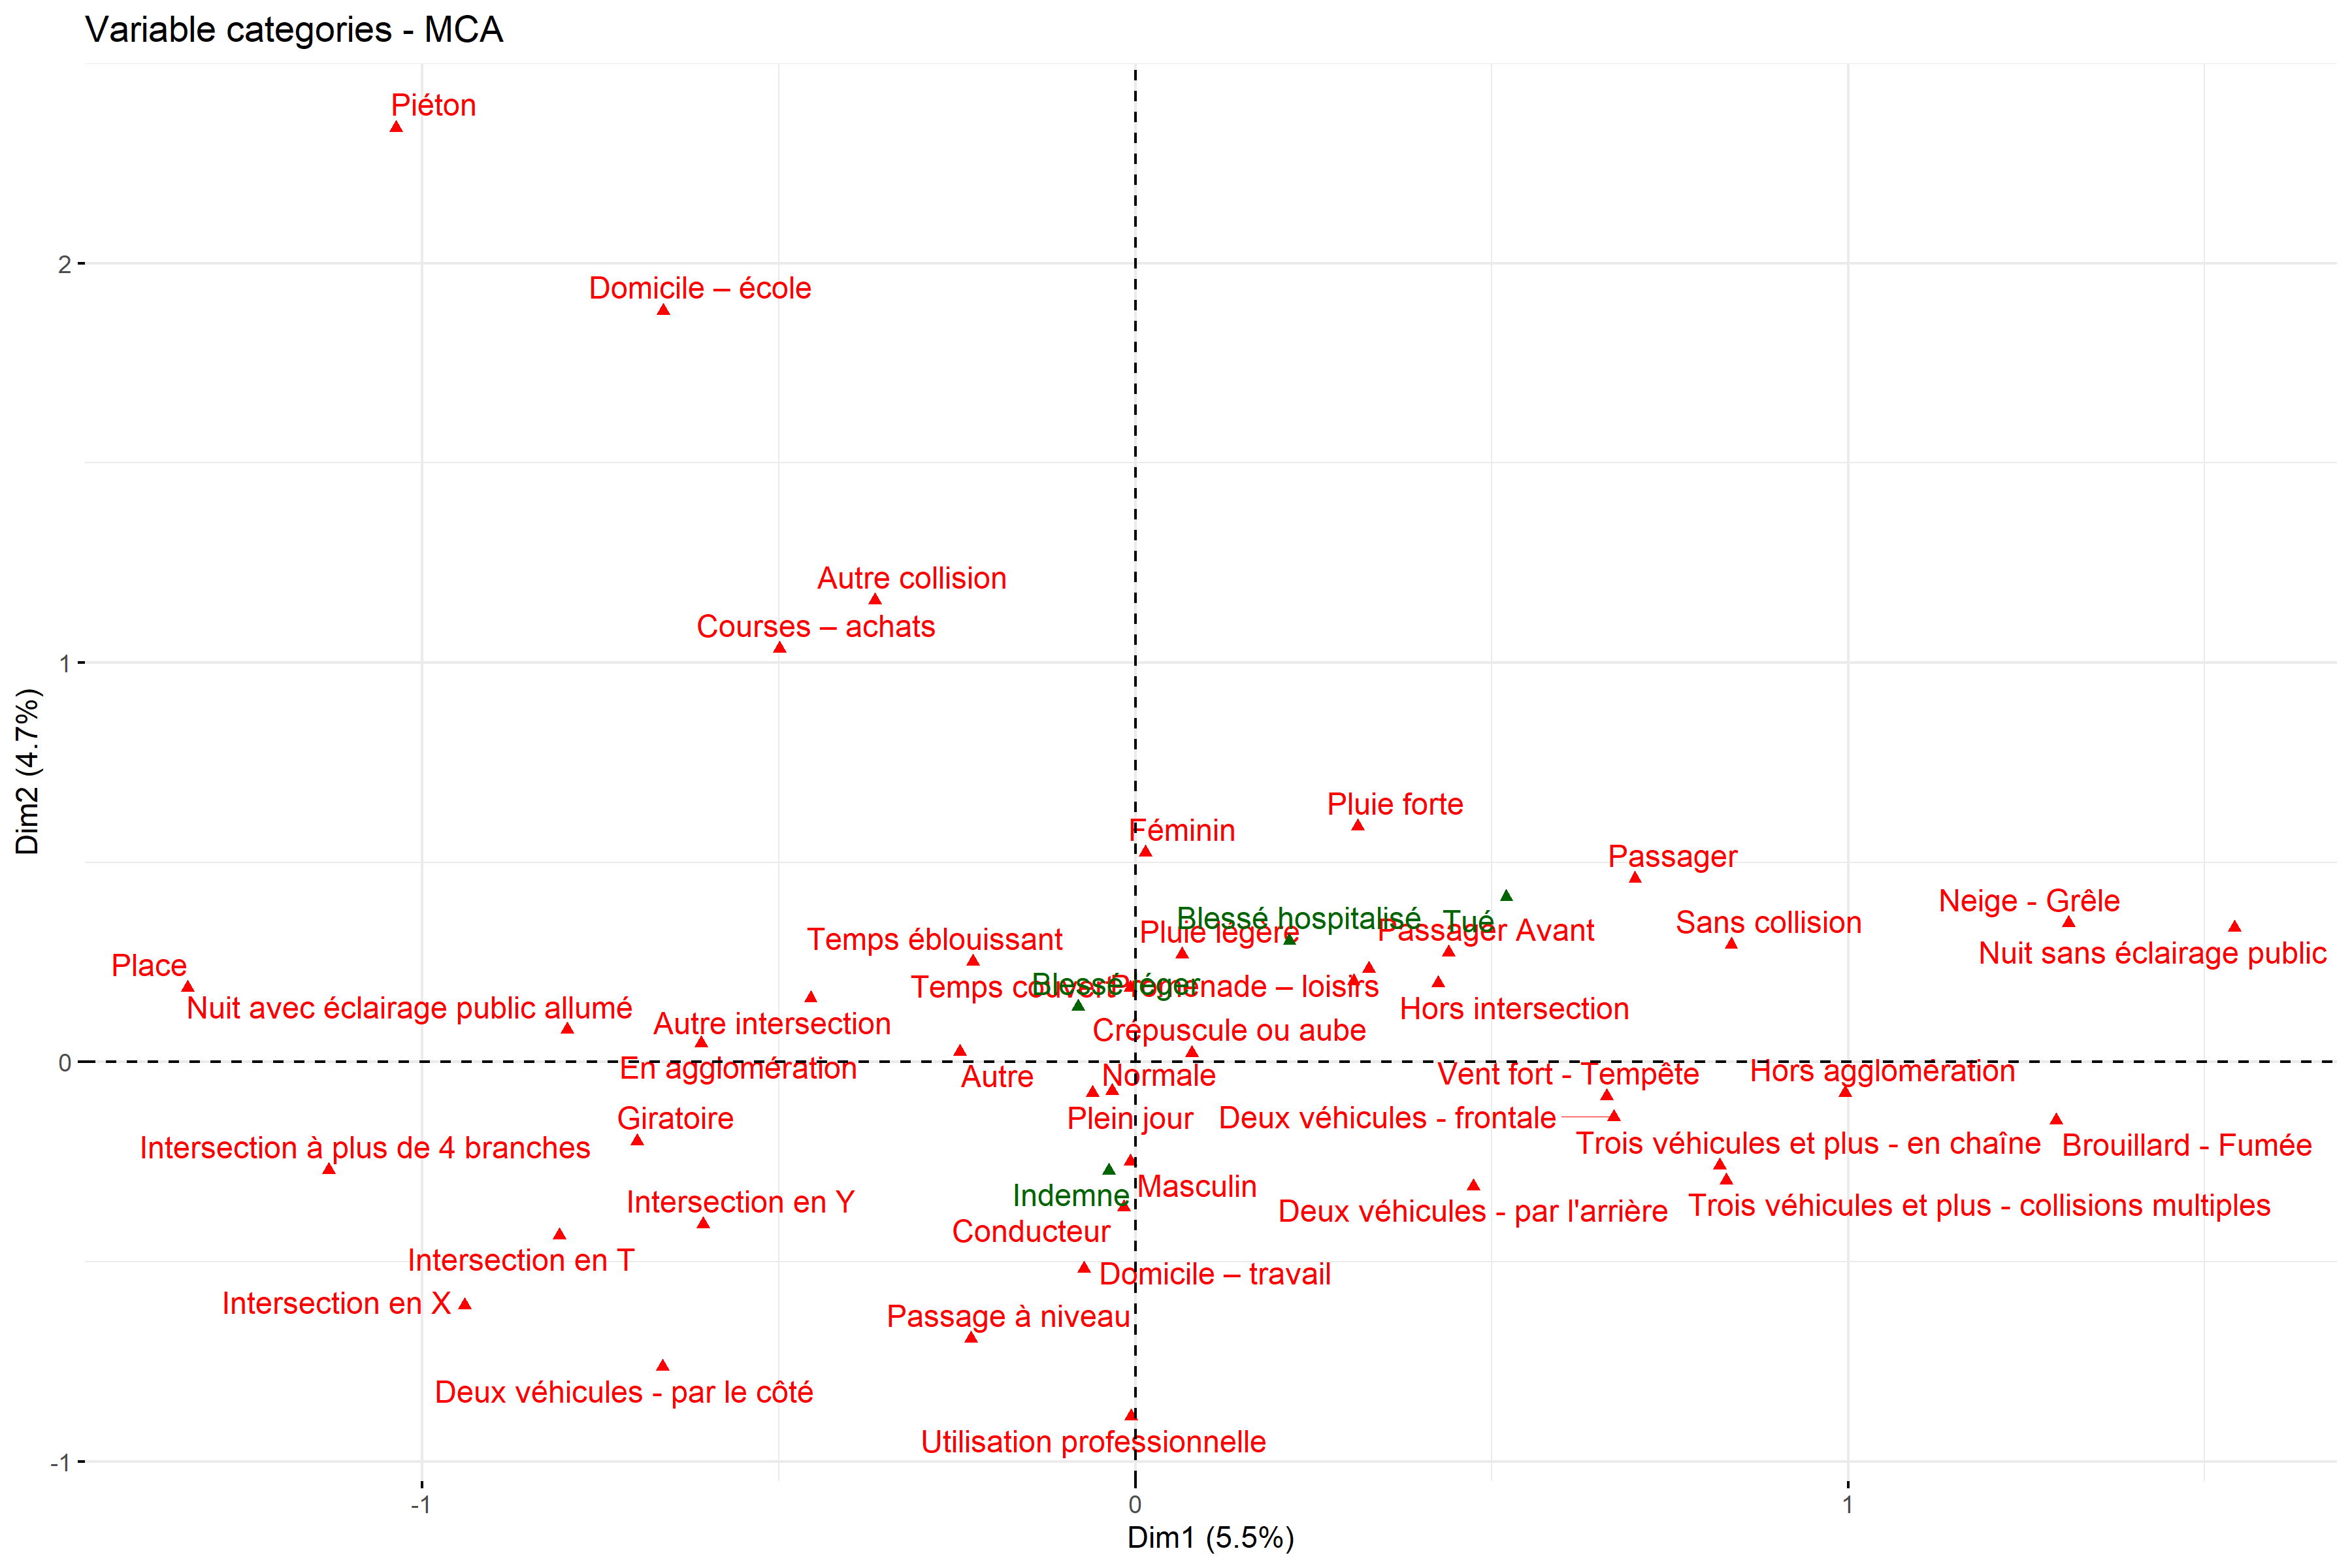 Variable categories - MCA
Piéton
2
Domicile – école
Autre collision
Courses – achats
1
Dim2 (4.7%)
Pluie forte
Féminin
Passager
Neige - Grêle
Blessé hospitalisé
Tué
Sans collision
Pluie légère
Passager Avant
Temps éblouissant
Nuit sans éclairage public
Place
Temps couvert
Blessé léger
Promenade – loisirs
Nuit avec éclairage public allumé
Hors intersection
Autre intersection
Crépuscule ou aube
0
En agglomération
Autre
Normale
Vent fort - Tempête
Hors agglomération
Giratoire
Plein jour
Deux véhicules - frontale
Trois véhicules et plus - en chaîne
Brouillard - Fumée
Intersection à plus de 4 branches
Indemne
Masculin
Intersection en Y
Deux véhicules - par l'arrière
Trois véhicules et plus - collisions multiples
Conducteur
Intersection en T
Domicile – travail
Intersection en X
Passage à niveau
Deux véhicules - par le côté
Utilisation professionnelle
-1
-1
0
1
Dim1 (5.5%)